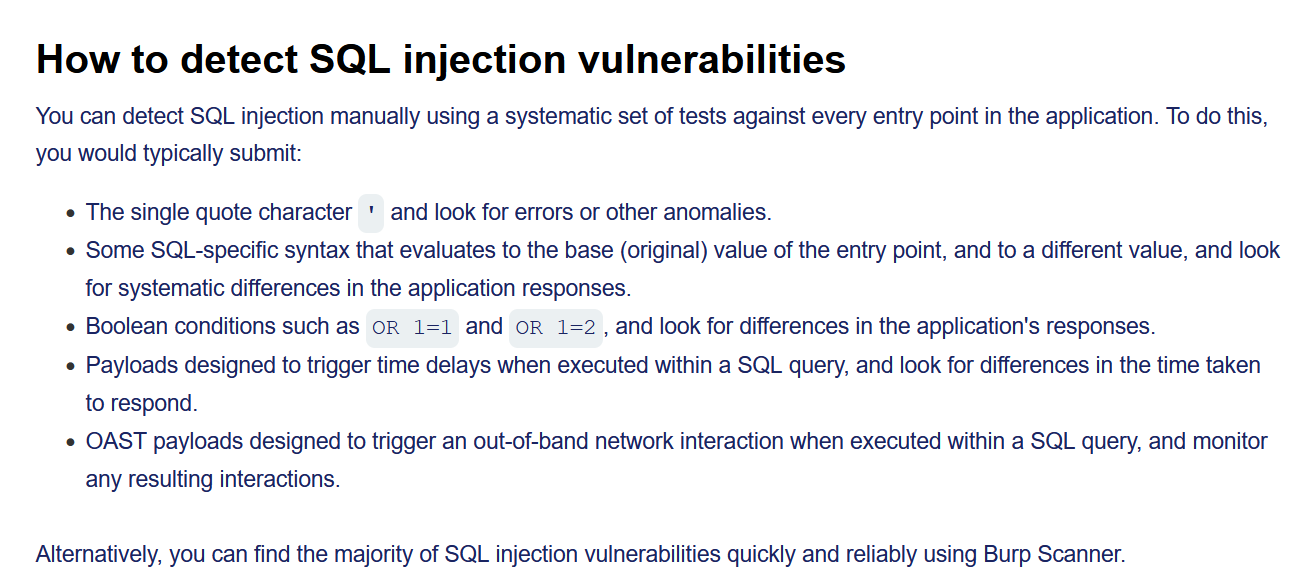 How to detect SQL injection vulnerabilities
You can detect SQL injection manually using a systematic set of tests against every entry point in the application. To do this,
you would typically submit:
• The single quote character ' and look for errors or other anomalies.
• Some SQL-specific syntax that evaluates to the base (original) value of the entry point, and to a different value, and look
for systematic differences in the application responses.
• Boolean conditions such as OR 1=1 and OR 1=2, and look for differences in the application's responses.
• Payloads designed to trigger time delays when executed within a SQL query, and look for differences in the time taken
to respond.
• OAST payloads designed to trigger an out-of-band network interaction when executed within a SQL query, and monitor
any resulting interactions.
Alternatively, you can find the majority of SQL injection vulnerabilities quickly and reliably using Burp Scanner.